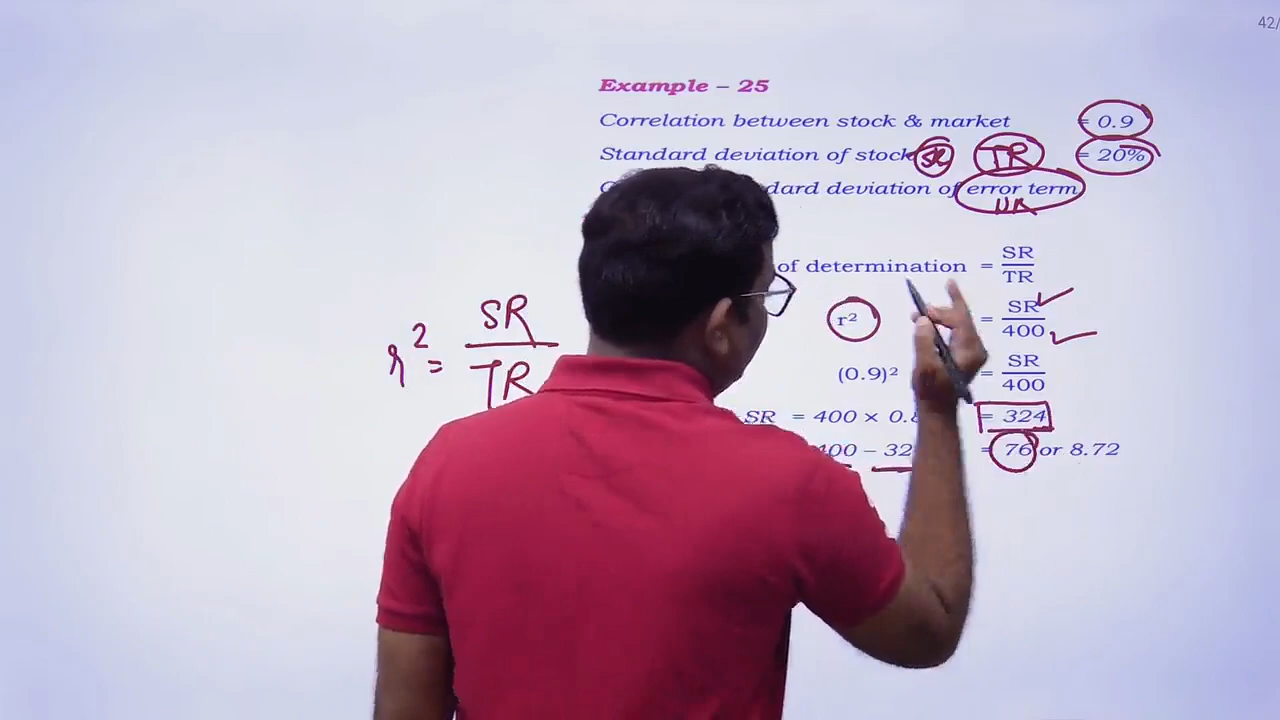 42/
Example – 25
Correlation between stock & market = 0.9
Standard deviation of stock SR TR = 20%
dard deviation of error term
UR
of determination = SR
TR
r² = SR
400
(0.9)² = SR
400
SR = 400 × 0.8 = 324
400 – 32 = 76 or 8.72
r² = SR
TR